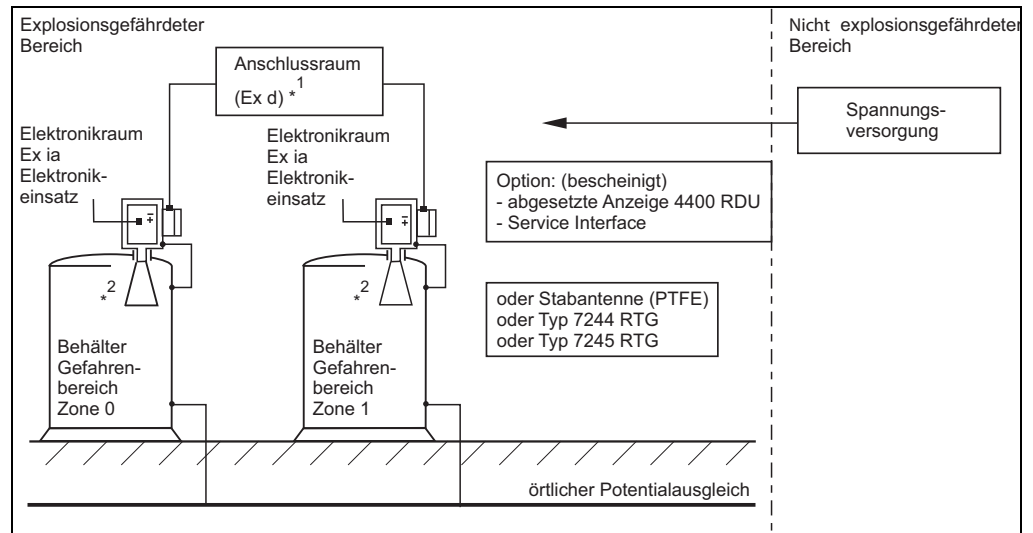 Explosionsgefährdeter
Bereich
Nicht explosionsgefährdeter
Bereich
Anschlussraum
(Ex d) *1
Spannungs-
versorgung
Elektronikraum
Ex ia
Elektronik-
einsatz
Elektronikraum
Ex ia
Elektronik-
einsatz
Option: (bescheinigt)
- abgesetzte Anzeige 4400 RDU
- Service Interface
*2
*2
oder Stabantenne (PTFE)
oder Typ 7244 RTG
oder Typ 7245 RTG
Behälter
Gefahren-
bereich
Zone 0
Behälter
Gefahren-
bereich
Zone 1
örtlicher Potentialausgleich